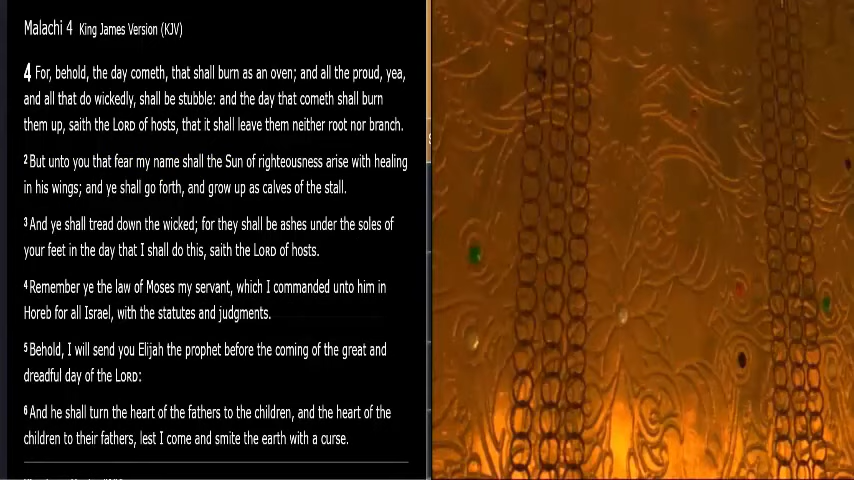 Malachi 4 King James Version (KJV)
4 For, behold, the day cometh, that shall burn as an oven; and all the proud, yea,
and all that do wickedly, shall be stubble: and the day that cometh shall burn
them up, saith the LORD of hosts, that it shall leave them neither root nor branch.
2 But unto you that fear my name shall the Sun of righteousness arise with healing
in his wings; and ye shall go forth, and grow up as calves of the stall.
3 And ye shall tread down the wicked; for they shall be ashes under the soles of
your feet in the day that I shall do this, saith the LORD of hosts.
4 Remember ye the law of Moses my servant, which I commanded unto him in
Horeb for all Israel, with the statutes and judgments.
5 Behold, I will send you Elijah the prophet before the coming of the great and
dreadful day of the LORD:
6 And he shall turn the heart of the fathers to the children, and the heart of the
children to their fathers, lest I come and smite the earth with a curse.